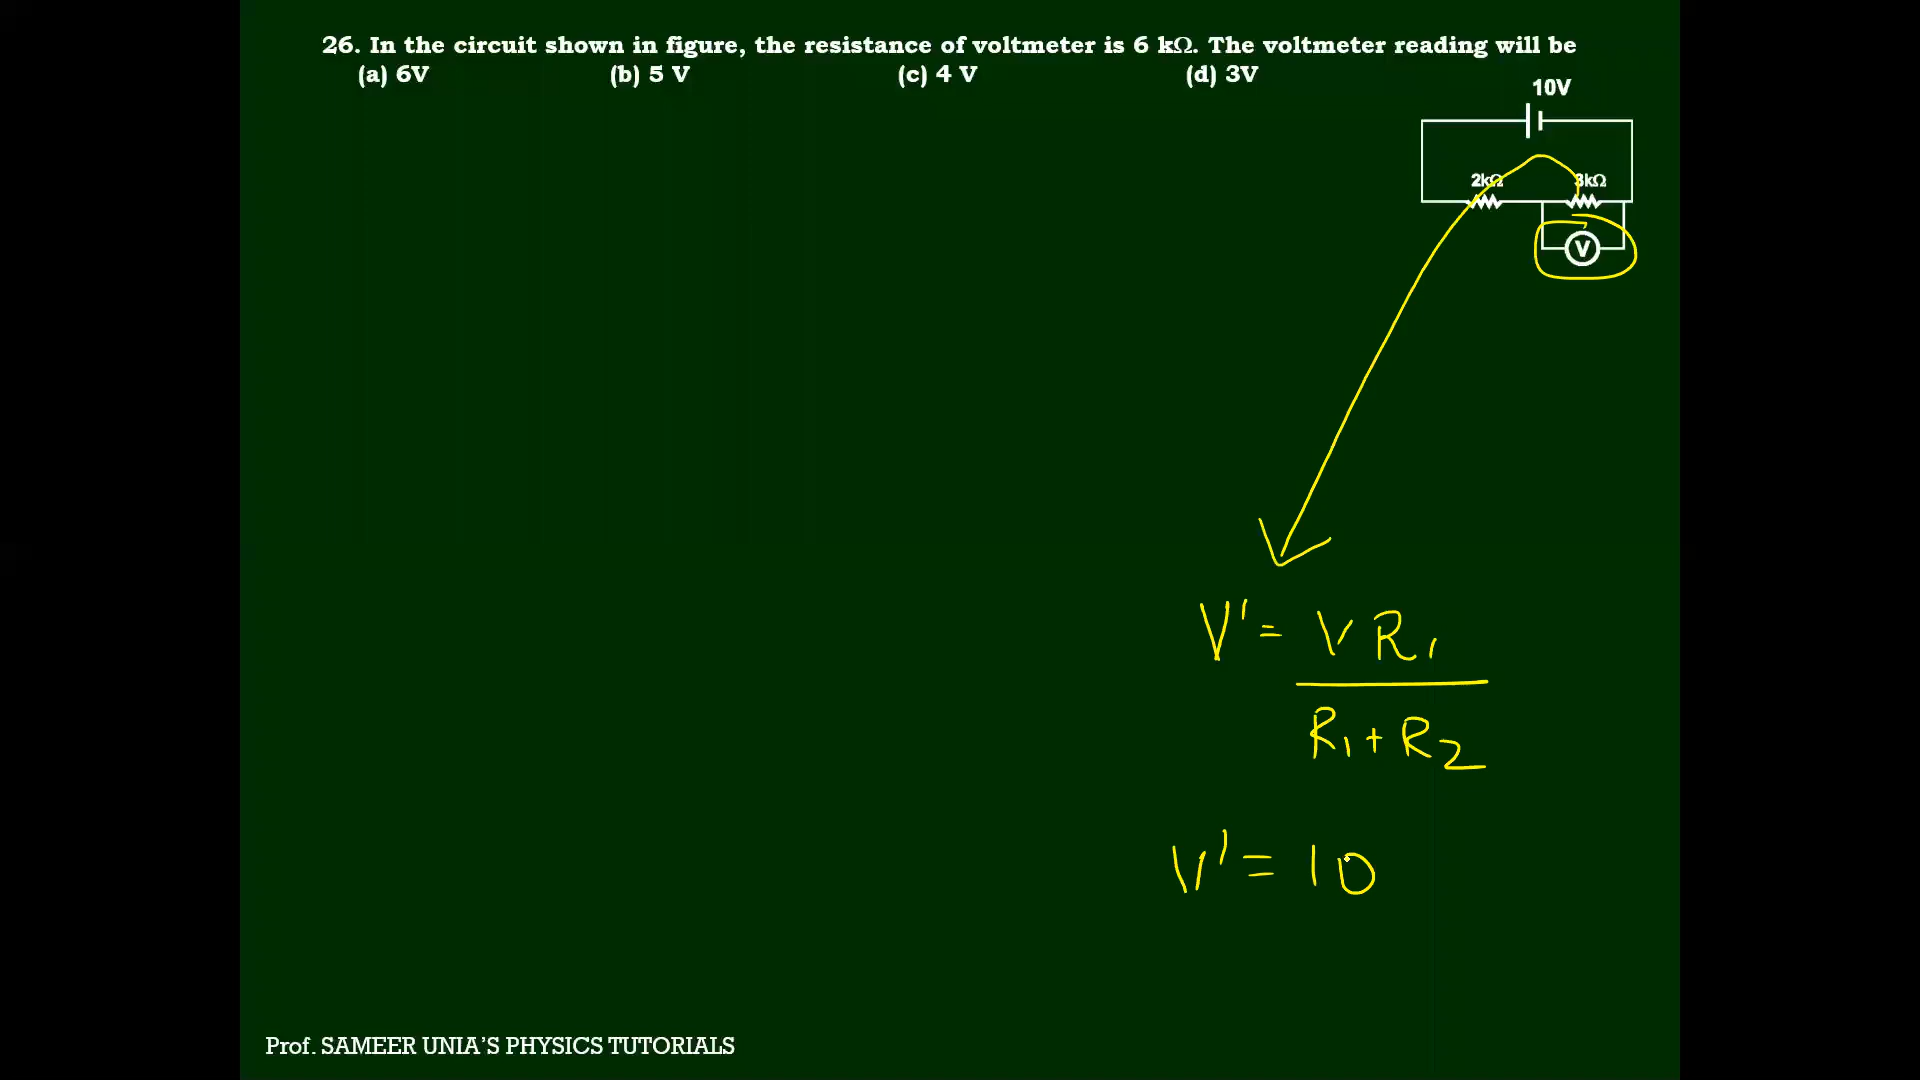 26. In the circuit shown in figure, the resistance of voltmeter is 6 kΩ. The voltmeter reading will be
(a) 6V (b) 5 V (c) 4 V (d) 3V
10V
2kΩ 3kΩ
V
V' = V R₁
R₁ + R₂
V' = 10
Prof. SAMEER UNIA'S PHYSICS TUTORIALS